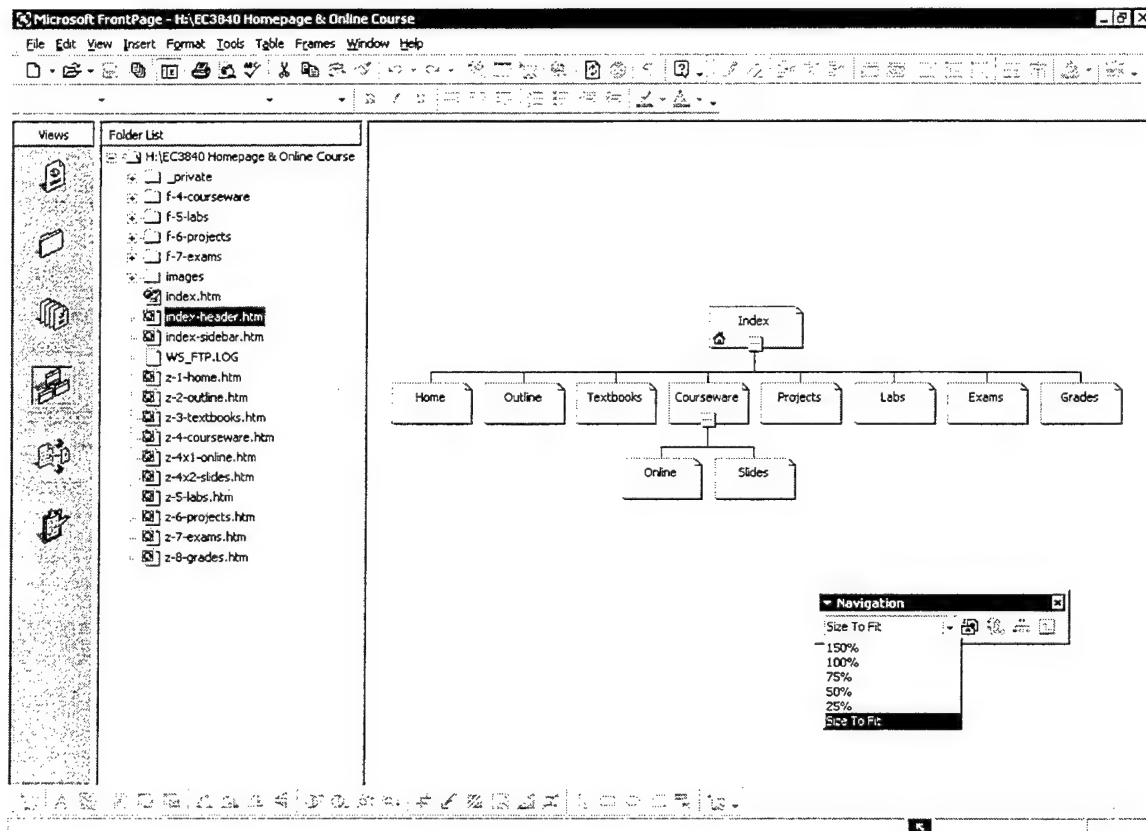 Microsoft FrontPage - H:\EC3840 Homepage & Online Course
File Edit View Insert Format Tools Table Frames Window Help
Views
Folder List
H:\EC3840 Homepage & Online Course
_private
f-4-courseware
f-5-labs
f-6-projects
f-7-exams
images
index.htm
index-header.htm
index-sidebar.htm
WS_FTP.LOG
z-1-home.htm
z-2-outline.htm
z-3-textbooks.htm
z-4-courseware.htm
z-4x1-online.htm
z-4x2-slides.htm
z-5-labs.htm
z-6-projects.htm
z-7-exams.htm
z-8-grades.htm
Index
Home Outline Textbooks Courseware Projects Labs Exams Grades
Online Slides
Navigation
Size To Fit
150%
100%
75%
50%
25%
Size To Fit